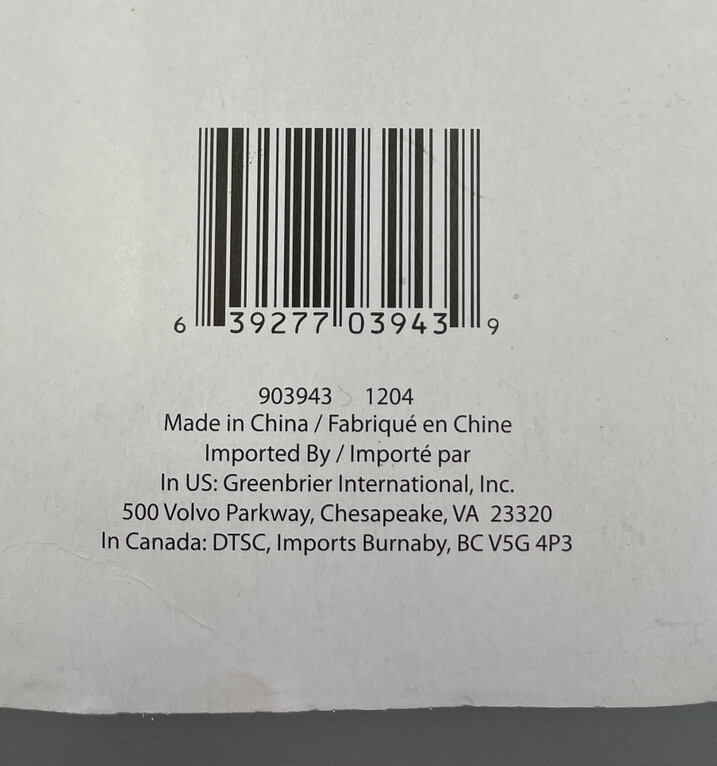 6 39277 03943 9
903943 1204
Made in China / Fabriqué en Chine
Imported By / Importé par
In US: Greenbrier International, Inc.
500 Volvo Parkway, Chesapeake, VA 23320
In Canada: DTSC, Imports Burnaby, BC V5G 4P3